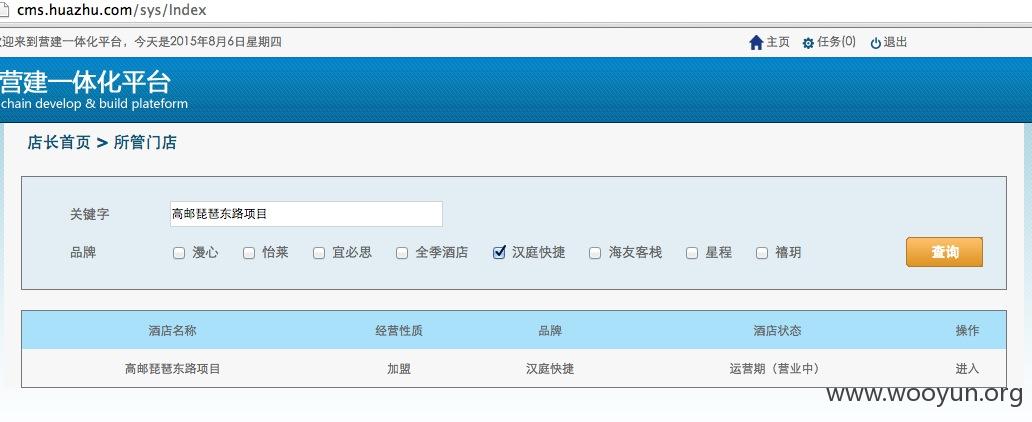 cms.huazhu.com/sys/Index
欢迎来到营建一体化平台，今天是2015年8月6日星期四 主页 任务(0) 退出
营建一体化平台
chain develop & build plateform
店长首页 > 所管门店
关键字 高邮琵琶东路项目
品牌 漫心 怡莱 宜必思 全季酒店 汉庭快捷 海友客栈 星程 禧玥 查询
酒店名称 经营性质 品牌 酒店状态 操作
高邮琵琶东路项目 加盟 汉庭快捷 运营期（营业中） 进入
www.wooyun.org